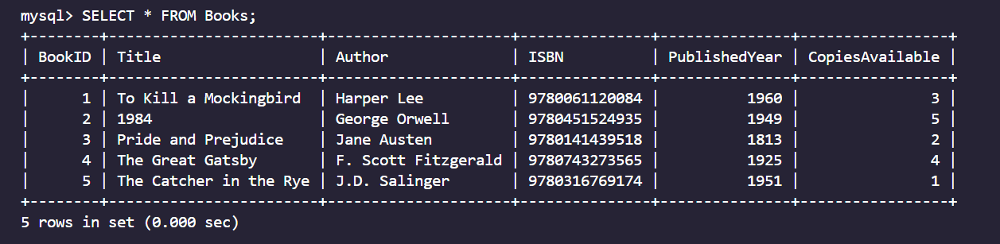 mysql> SELECT * FROM Books;
+--------+------------------------+---------------------+---------------+---------------+-----------------+
| BookID | Title                  | Author              | ISBN          | PublishedYear | CopiesAvailable |
+--------+------------------------+---------------------+---------------+---------------+-----------------+
|      1 | To Kill a Mockingbird  | Harper Lee          | 9780061120084 |          1960 |               3 |
|      2 | 1984                   | George Orwell       | 9780451524935 |          1949 |               5 |
|      3 | Pride and Prejudice    | Jane Austen         | 9780141439518 |          1813 |               2 |
|      4 | The Great Gatsby       | F. Scott Fitzgerald | 9780743273565 |          1925 |               4 |
|      5 | The Catcher in the Rye | J.D. Salinger       | 9780316769174 |          1951 |               1 |
+--------+------------------------+---------------------+---------------+---------------+-----------------+
5 rows in set (0.000 sec)